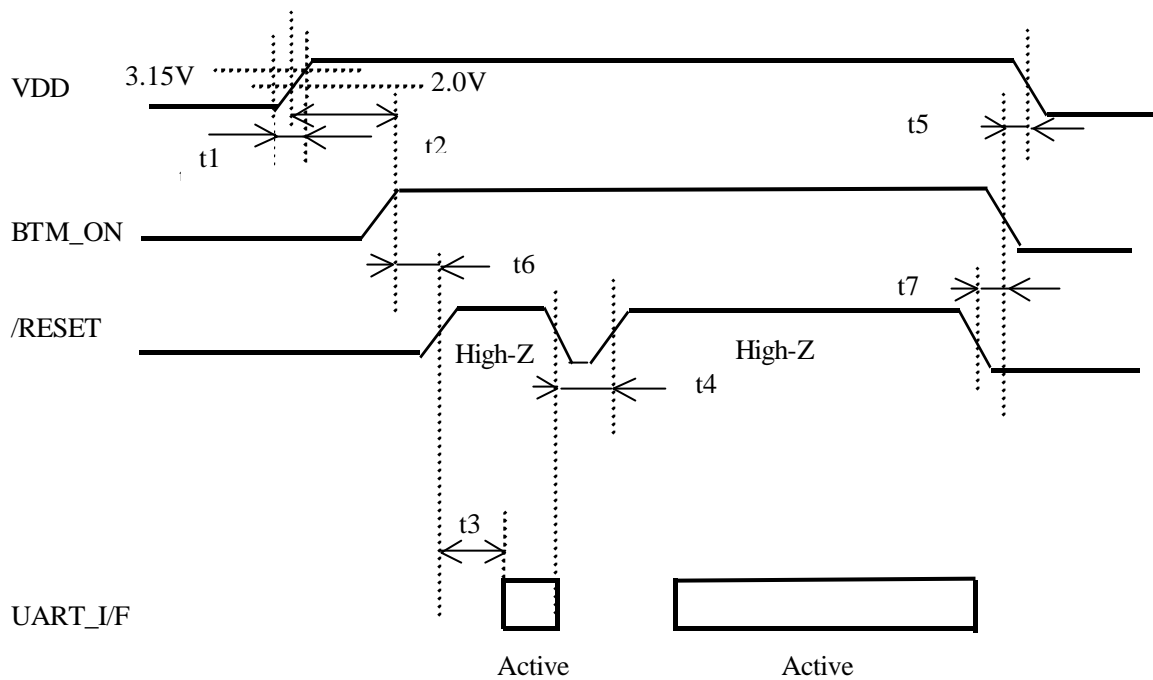 VDD
3.15V
2.0V
t1
t2
t5
BTM_ON
t6
t7
/RESET
High-Z
High-Z
t4
t3
UART_I/F
Active
Active